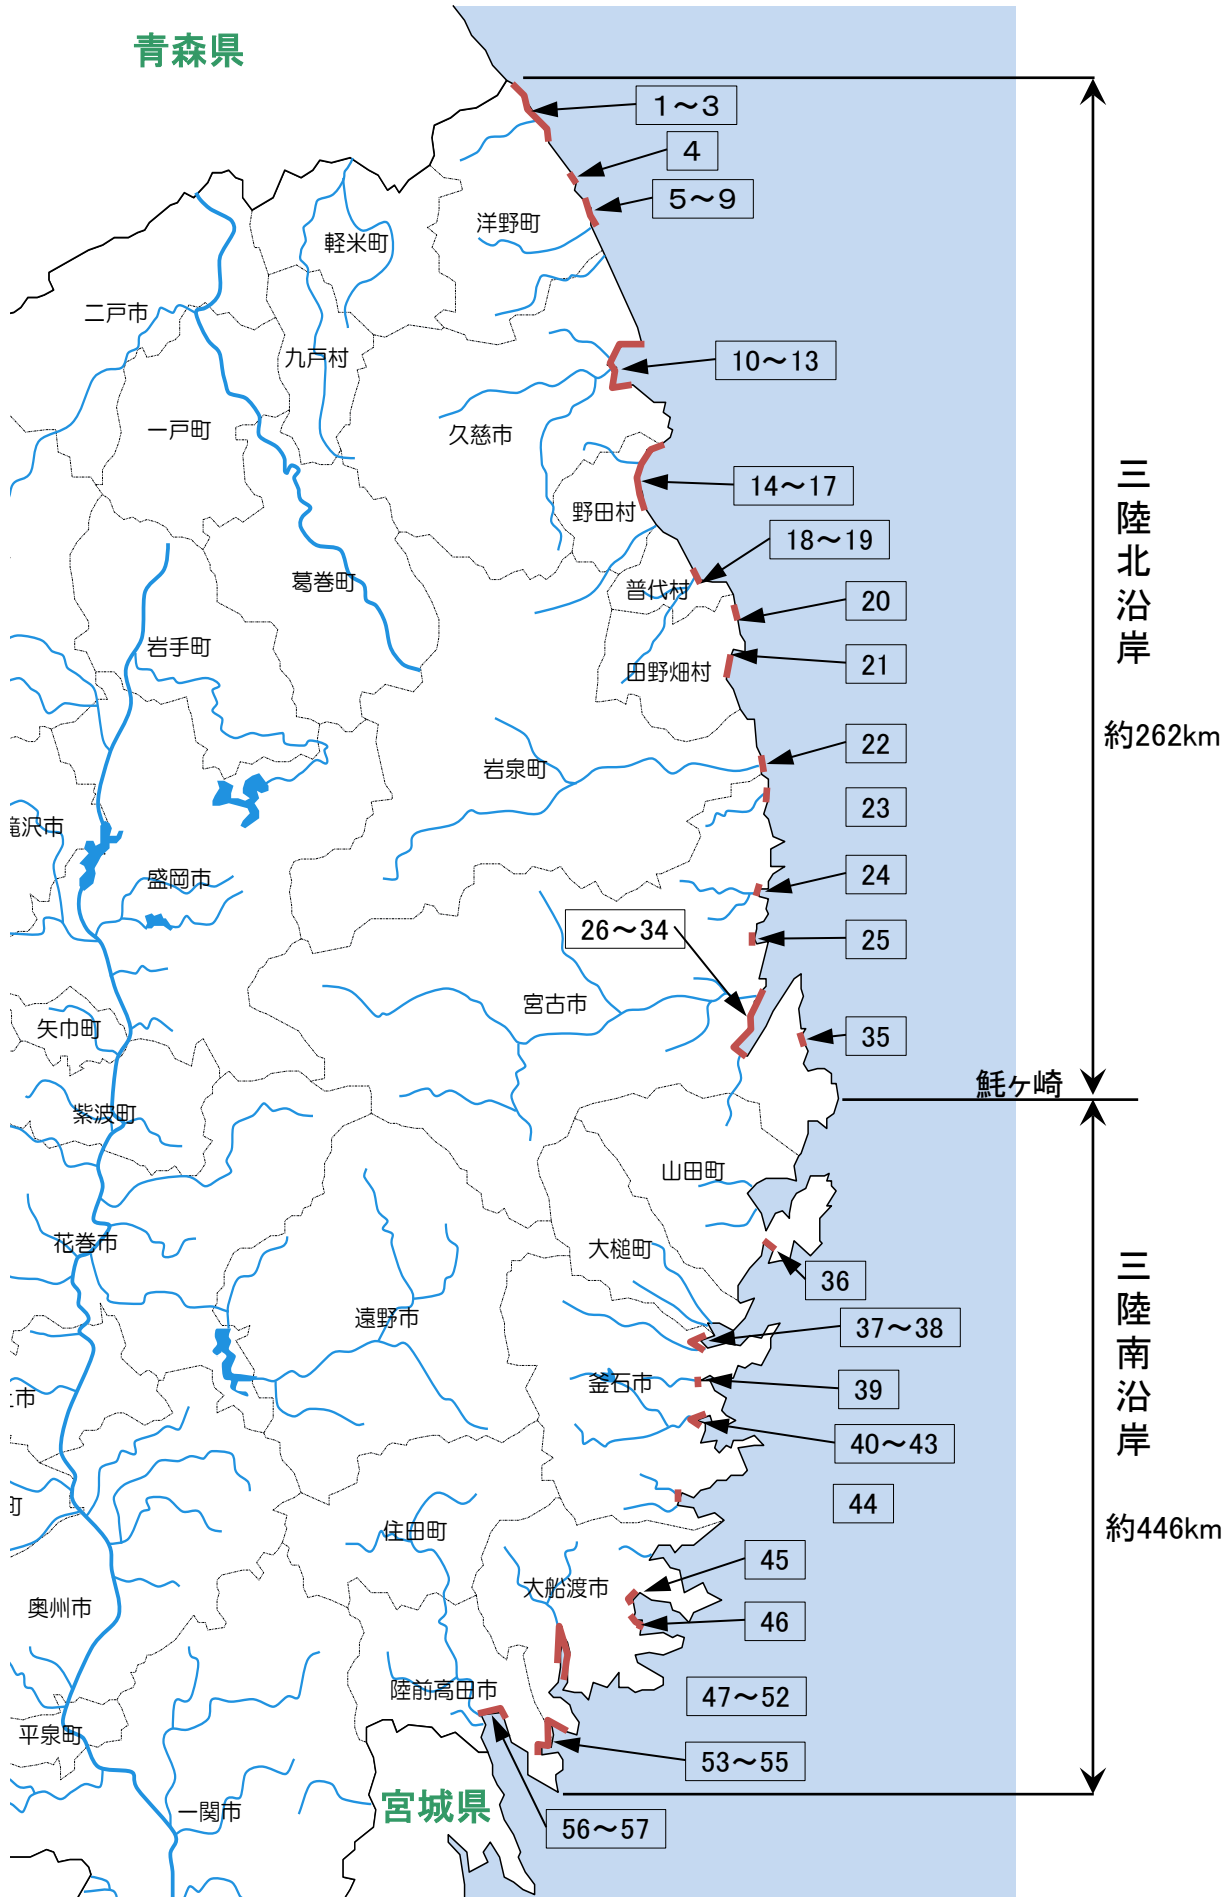 青森県
1～3
4
5～9
洋野町
軽米町
二戸市
九戸村
10～13
一戸町
久慈市
14～17
野田村
18～19
葛巻町
普代村
20
岩手町
田野畑村
21
三陸北沿岸
約262km
22
岩泉町
23
滝沢市
盛岡市
24
26～34
25
宮古市
矢巾町
35
魹ヶ崎
紫波町
山田町
花巻市
大槌町
36
遠野市
37～38
三陸南沿岸
釜石市
39
市
40～43
町
44
住田町
約446km
45
大船渡市
奥州市
46
陸前高田市
47～52
平泉町
53～55
宮城県
一関市
56～57